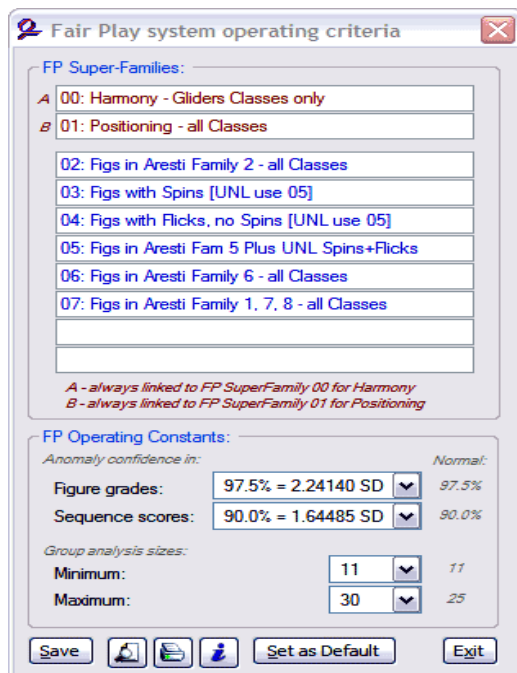 Fair Play system operating criteria
FP Super-Families:
A 00: Harmony - Gliders Classes only
B 01: Positioning - all Classes
02: Figs in Aresti Family 2 - all Classes
03: Figs with Spins [UNL use 05]
04: Figs with Flicks, no Spins [UNL use 05]
05: Figs in Aresti Fam 5 Plus UNL Spins+Flicks
06: Figs in Aresti Family 6 - all Classes
07: Figs in Aresti Family 1, 7, 8 - all Classes
A - always linked to FP SuperFamily 00 for Harmony
B - always linked to FP SuperFamily 01 for Positioning
FP Operating Constants:
Anomaly confidence in: Normal:
Figure grades: 97.5% = 2.24140 SD 97.5%
Sequence scores: 90.0% = 1.64485 SD 90.0%
Group analysis sizes:
Minimum: 11 11
Maximum: 30 25
Save i Set as Default Exit